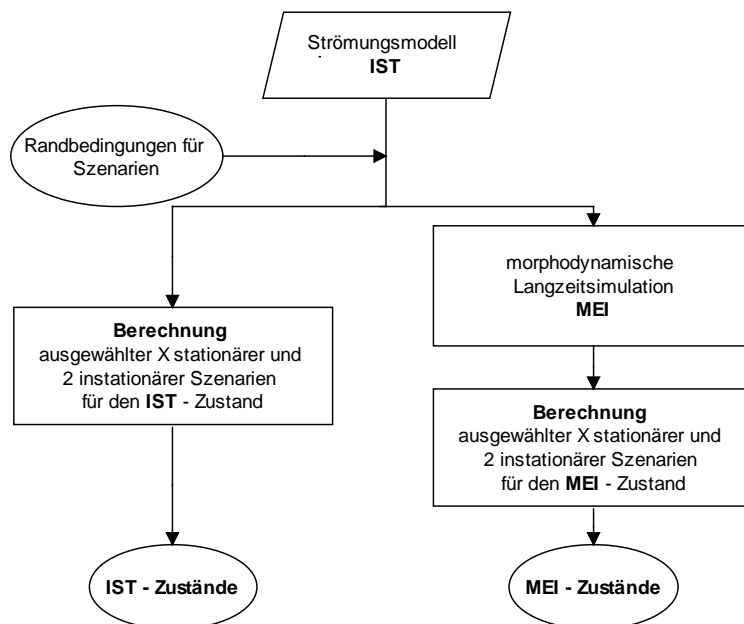 Strömungsmodell
IST
Randbedingungen für
Szenarien
morphodynamische
Langzeitsimulation
MEI
Berechnung
ausgewählter X stationärer und
2 instationärer Szenarien
für den IST - Zustand
Berechnung
ausgewählter X stationärer und
2 instationärer Szenarien
für den MEI - Zustand
IST - Zustände
MEI - Zustände